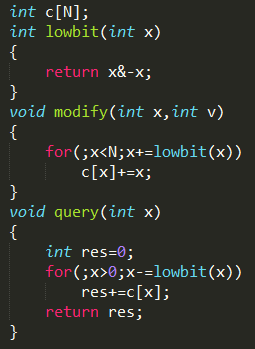 int c[N];
int lowbit(int x)
{
    return x&-x;
}
void modify(int x,int v)
{
    for(;x<N;x+=lowbit(x))
        c[x]+=x;
}
void query(int x)
{
    int res=0;
    for(;x>0;x-=lowbit(x))
        res+=c[x];
    return res;
}